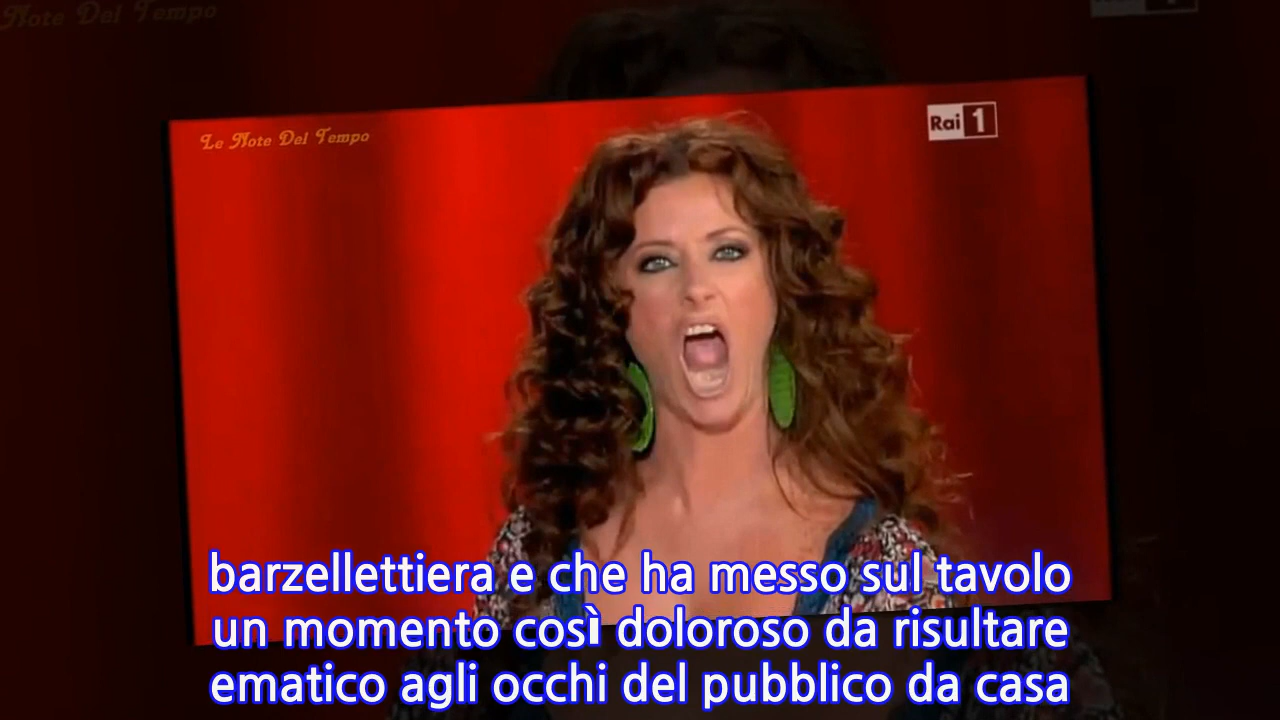 Note Del Tempo
Le Note Del Tempo
Rai 1
barzellettiera e che ha messo sul tavolo
un momento così doloroso da risultare
ematico agli occhi del pubblico da casa